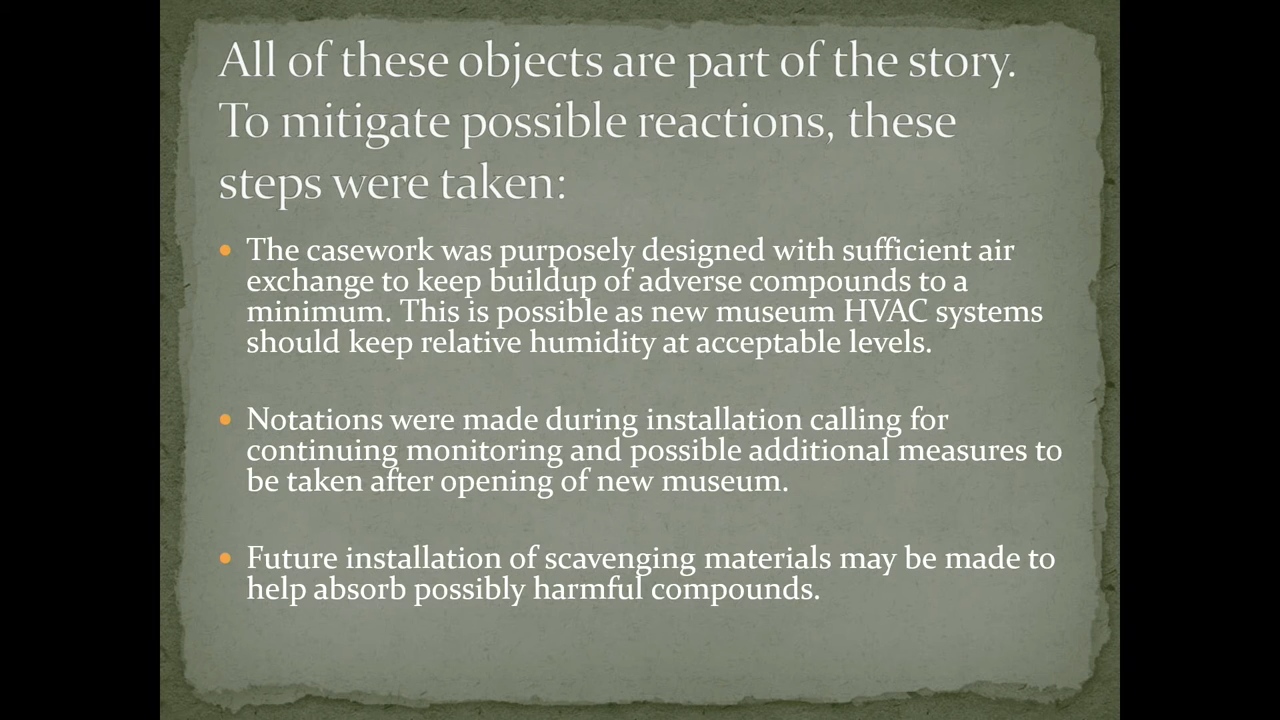 All of these objects are part of the story.
To mitigate possible reactions, these
steps were taken:
• The casework was purposely designed with sufficient air
exchange to keep buildup of adverse compounds to a
minimum. This is possible as new museum HVAC systems
should keep relative humidity at acceptable levels.
• Notations were made during installation calling for
continuing monitoring and possible additional measures to
be taken after opening of new museum.
• Future installation of scavenging materials may be made to
help absorb possibly harmful compounds.